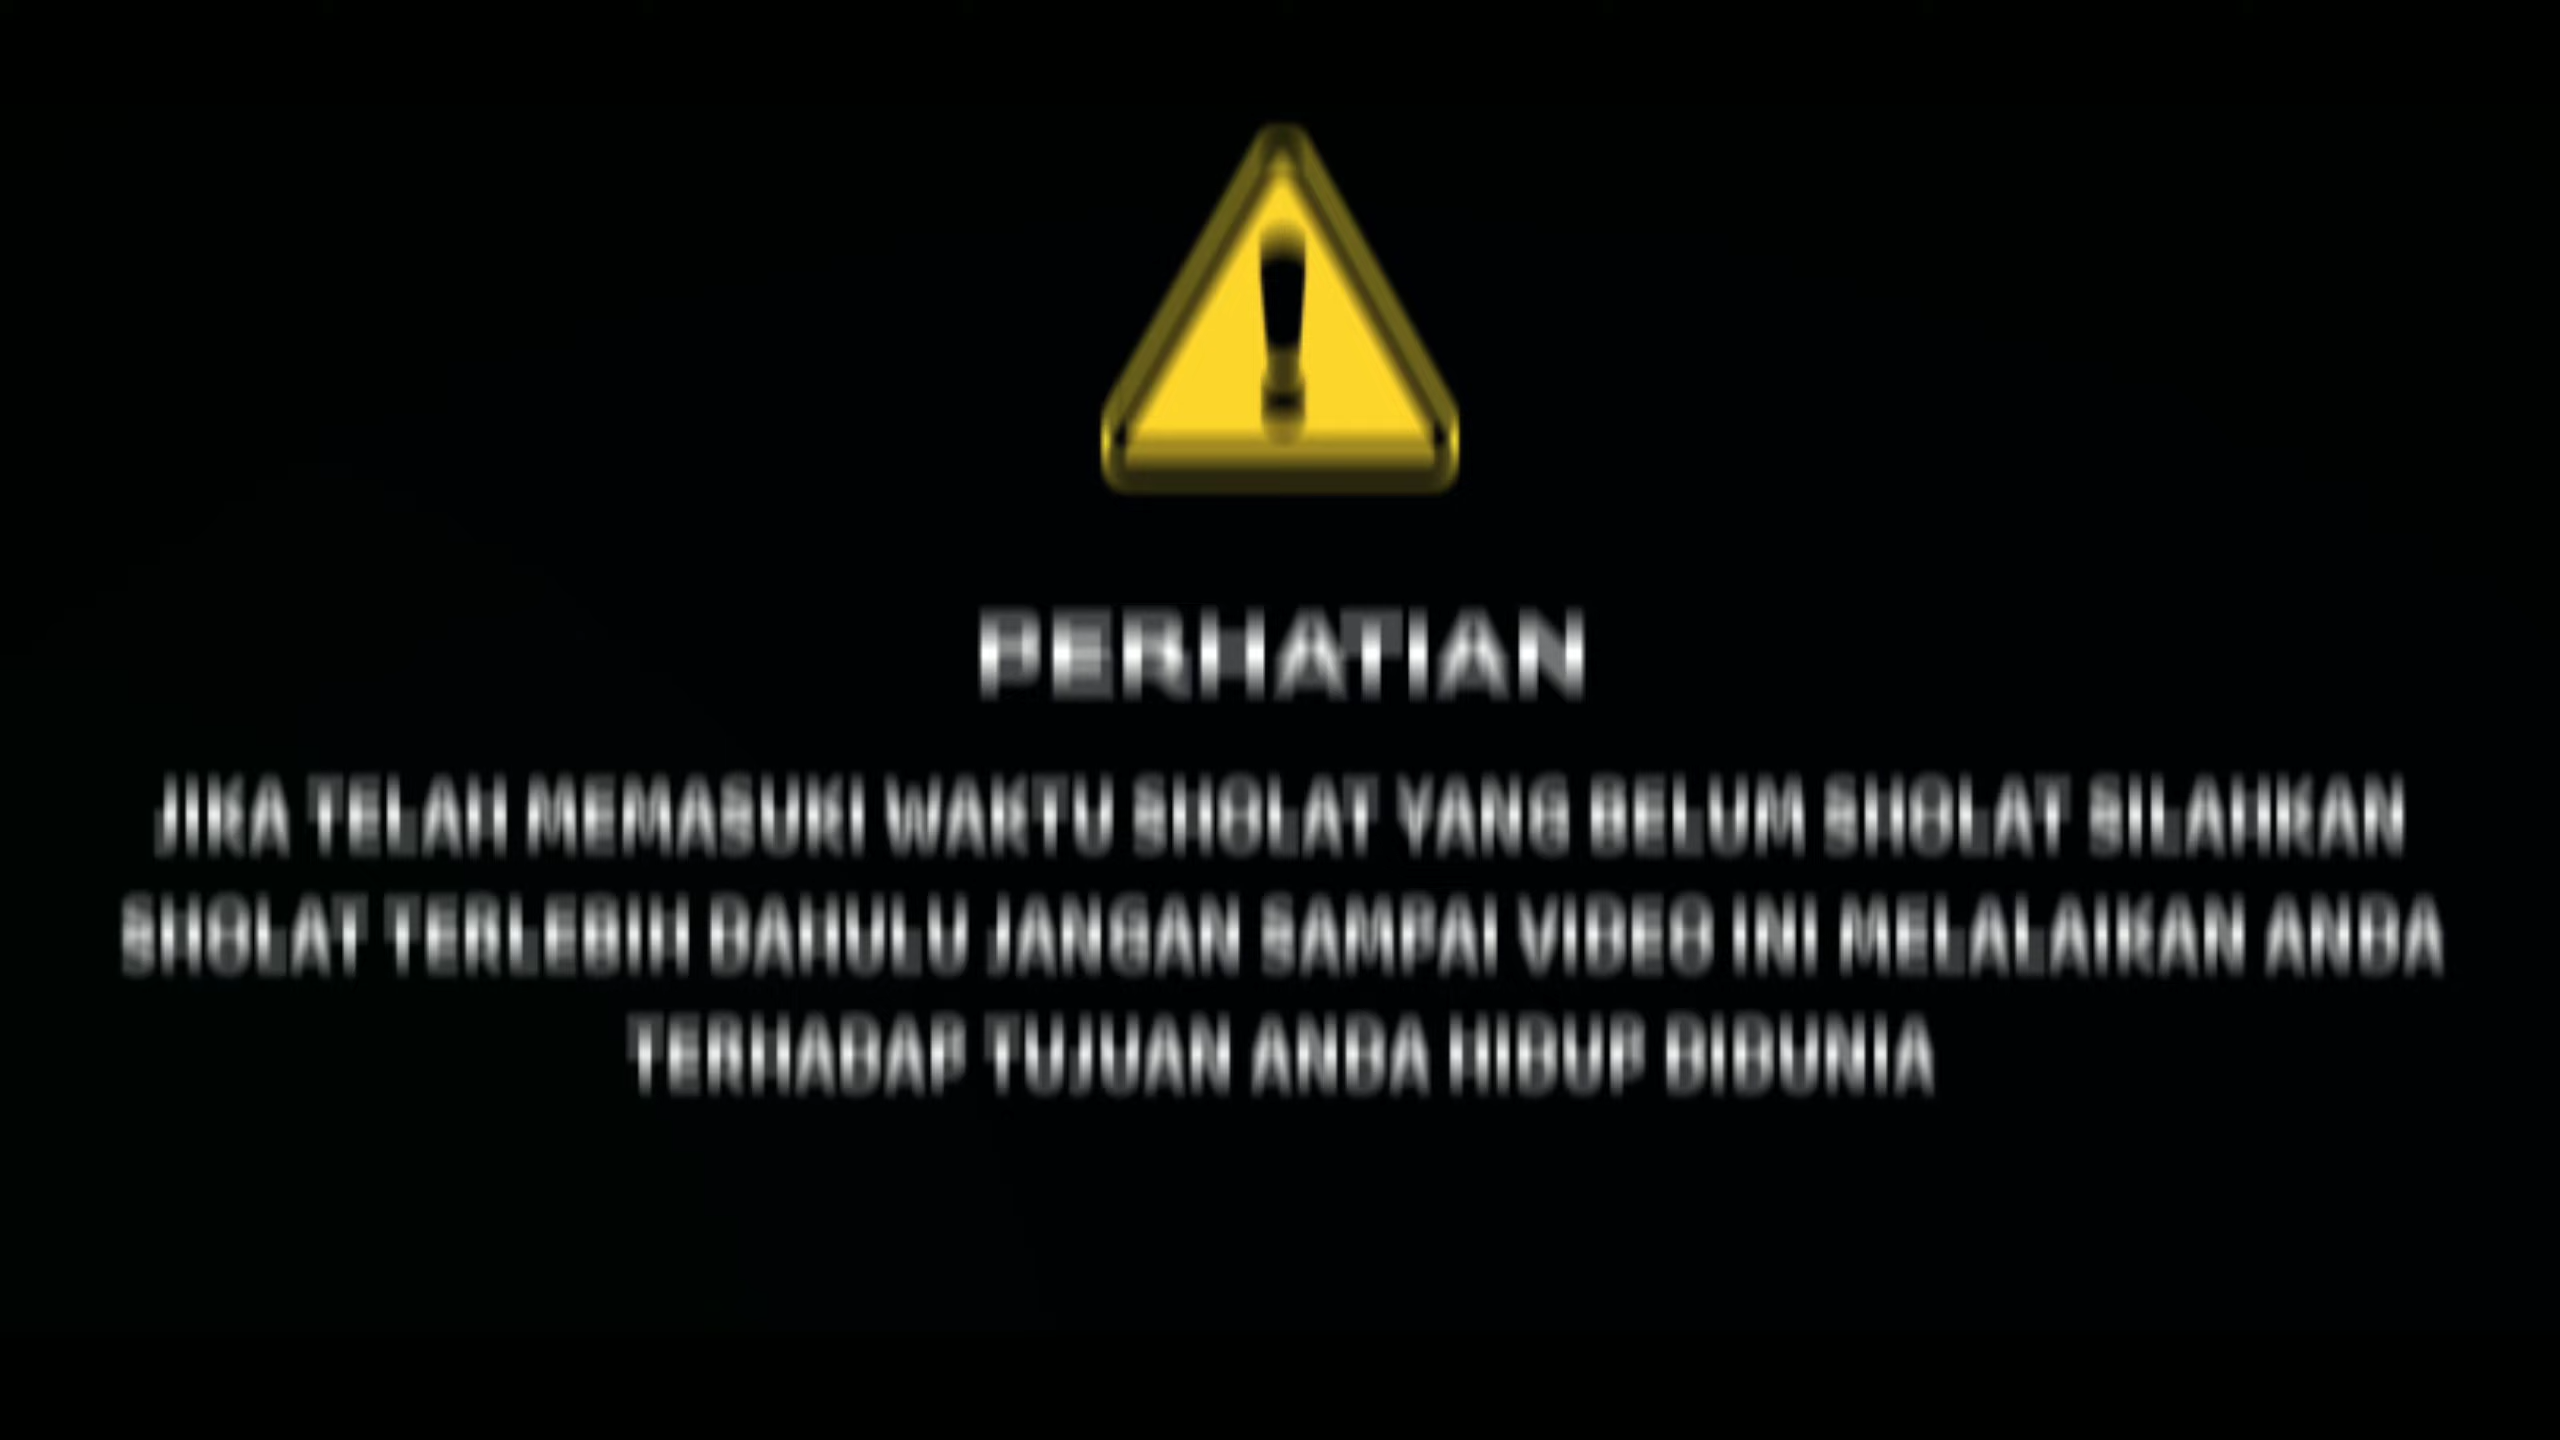 PERHATIAN
JIKA TELAH MEMASUKI WAKTU SHOLAT YANG BELUM SHOLAT SILAHKAN
SHOLAT TERLEBIH DAHULU JANGAN SAMPAI VIDEO INI MELALAIKAN ANDA
TERHADAP TUJUAN ANDA HIDUP DIDUNIA